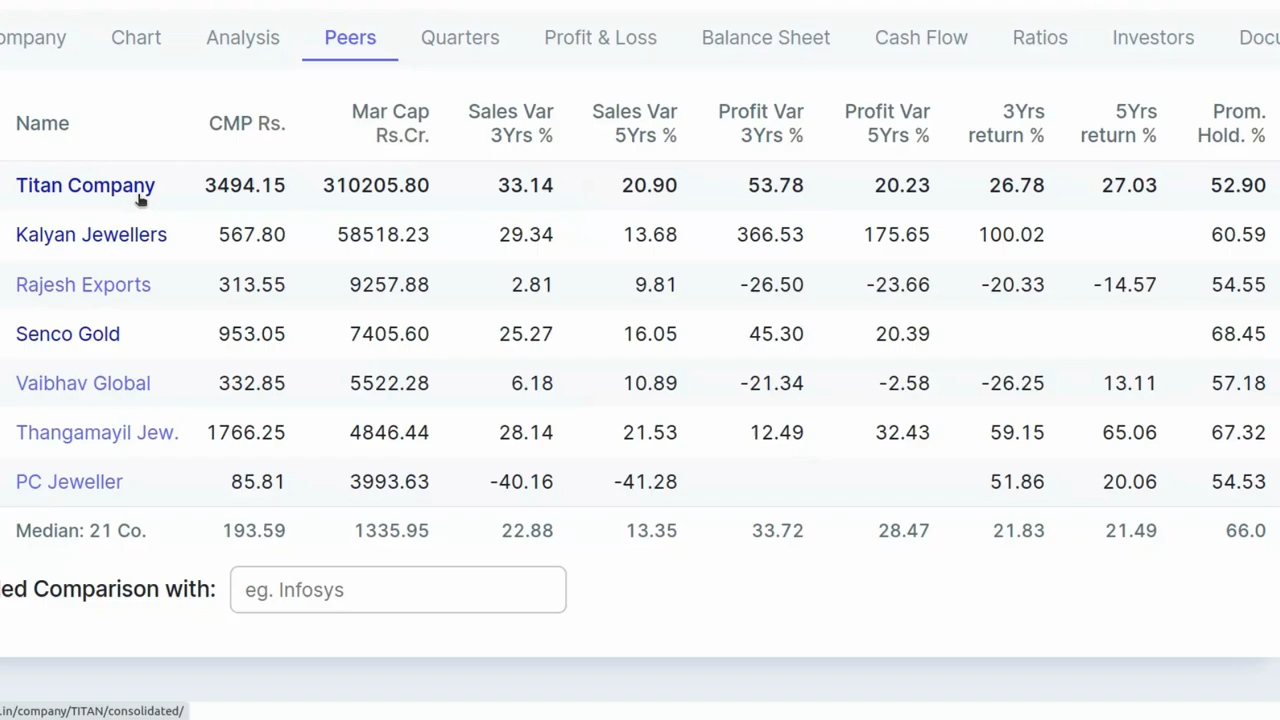 ompany Chart Analysis Peers Quarters Profit & Loss Balance Sheet Cash Flow Ratios Investors Docu
Name CMP Rs. Mar Cap Rs.Cr. Sales Var 3Yrs % Sales Var 5Yrs % Profit Var 3Yrs % Profit Var 5Yrs % 3Yrs return % 5Yrs return % Prom. Hold. %
Titan Company 3494.15 310205.80 33.14 20.90 53.78 20.23 26.78 27.03 52.90
Kalyan Jewellers 567.80 58518.23 29.34 13.68 366.53 175.65 100.02 60.59
Rajesh Exports 313.55 9257.88 2.81 9.81 -26.50 -23.66 -20.33 -14.57 54.55
Senco Gold 953.05 7405.60 25.27 16.05 45.30 20.39 68.45
Vaibhav Global 332.85 5522.28 6.18 10.89 -21.34 -2.58 -26.25 13.11 57.18
Thangamayil Jew. 1766.25 4846.44 28.14 21.53 12.49 32.43 59.15 65.06 67.32
PC Jeweller 85.81 3993.63 -40.16 -41.28 51.86 20.06 54.53
Median: 21 Co. 193.59 1335.95 22.88 13.35 33.72 28.47 21.83 21.49 66.0
led Comparison with: eg. Infosys
.in/company/TITAN/consolidated/